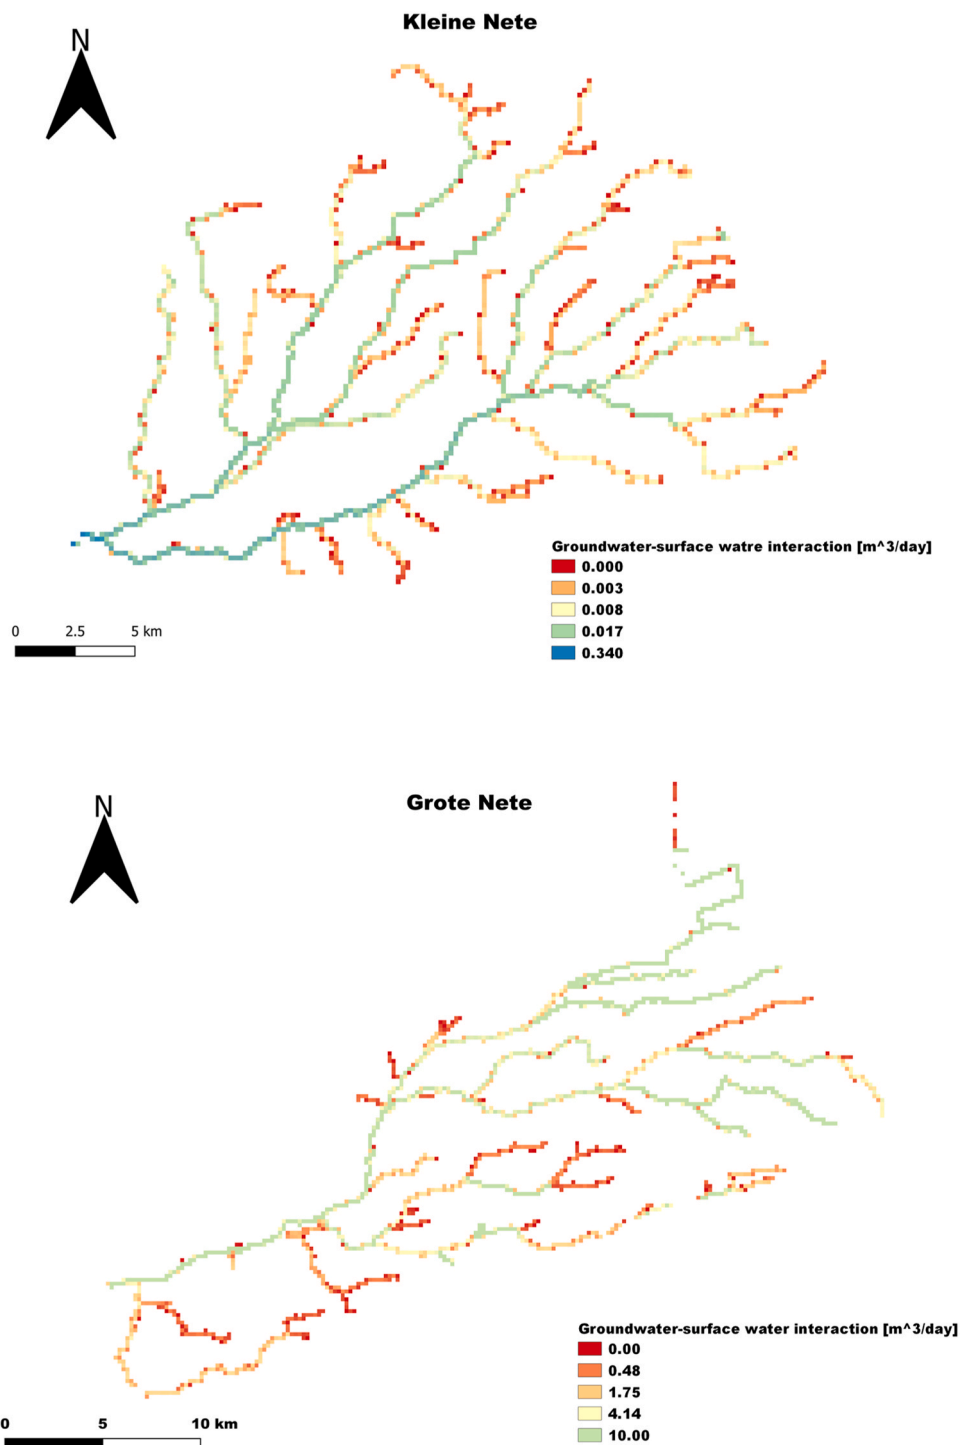 Kleine Nete
N
Groundwater-surface watre interaction [m^3/day]
0.000
0.003
0.008
0.017
0.340
0 2.5 5 km
Grote Nete
N
Groundwater-surface water interaction [m^3/day]
0.00
0.48
1.75
4.14
10.00
0 5 10 km